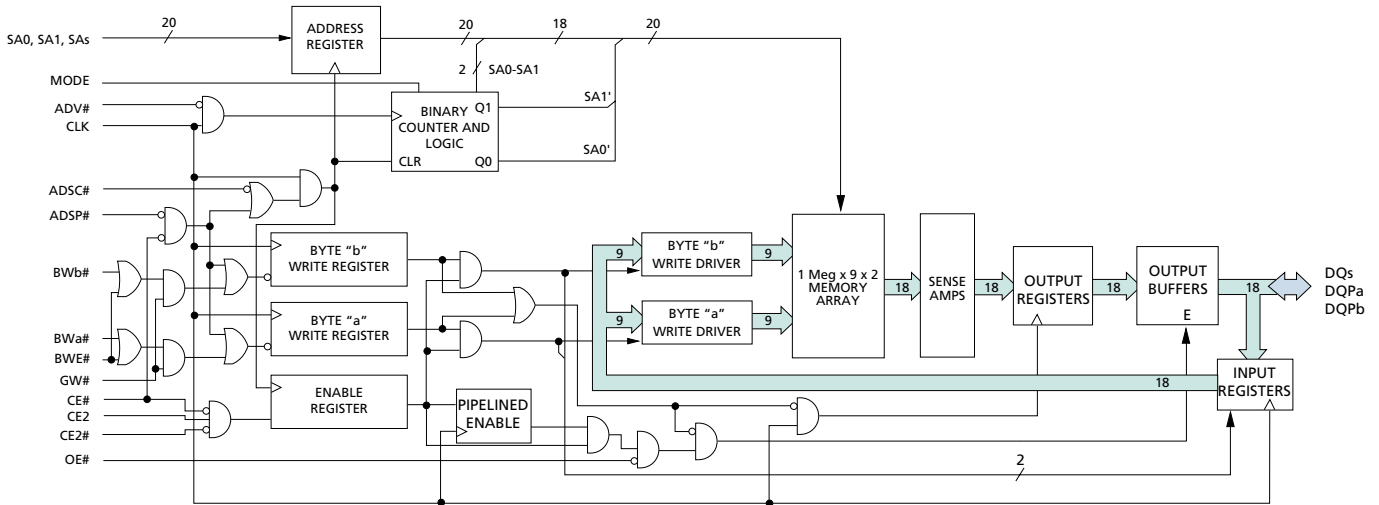 20
ADDRESS
REGISTER
20
18
20
SA0, SA1, SAs
2
SA0-SA1
MODE
ADV#
CLK
BINARY
COUNTER AND
LOGIC
Q1
SA1'
CLR
Q0
SA0'
ADSC#
ADSP#
BYTE “b”
WRITE REGISTER
9
BYTE “b”
WRITE DRIVER
9
BWb#
1 Meg x 9 x 2
MEMORY
ARRAY
18
SENSE
AMPS
18
OUTPUT
REGISTERS
18
OUTPUT
BUFFERS
E
18
DQs
DQPa
DQPb
BYTE “a”
WRITE REGISTER
9
BYTE “a”
WRITE DRIVER
9
BWa#
BWE#
GW#
CE#
CE2
CE2#
OE#
ENABLE
REGISTER
PIPELINED
ENABLE
18
INPUT
REGISTERS
2